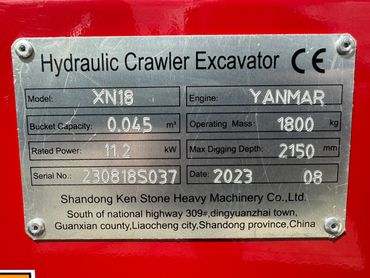 Hydraulic Crawler Excavator CE
Model: XN18 Engine: YANMAR
Bucket Capacity: 0.045 m³ Operating Mass: 1800 kg
Rated Power: 11.2 kW Max Digging Depth: 2150 mm
Serial No.: 230818S037 Date: 2023 08
Shandong Ken Stone Heavy Machinery Co.,Ltd.
South of national highway 309#,dingyuanzhai town,
Guanxian county,Liaocheng city,Shandong province,China